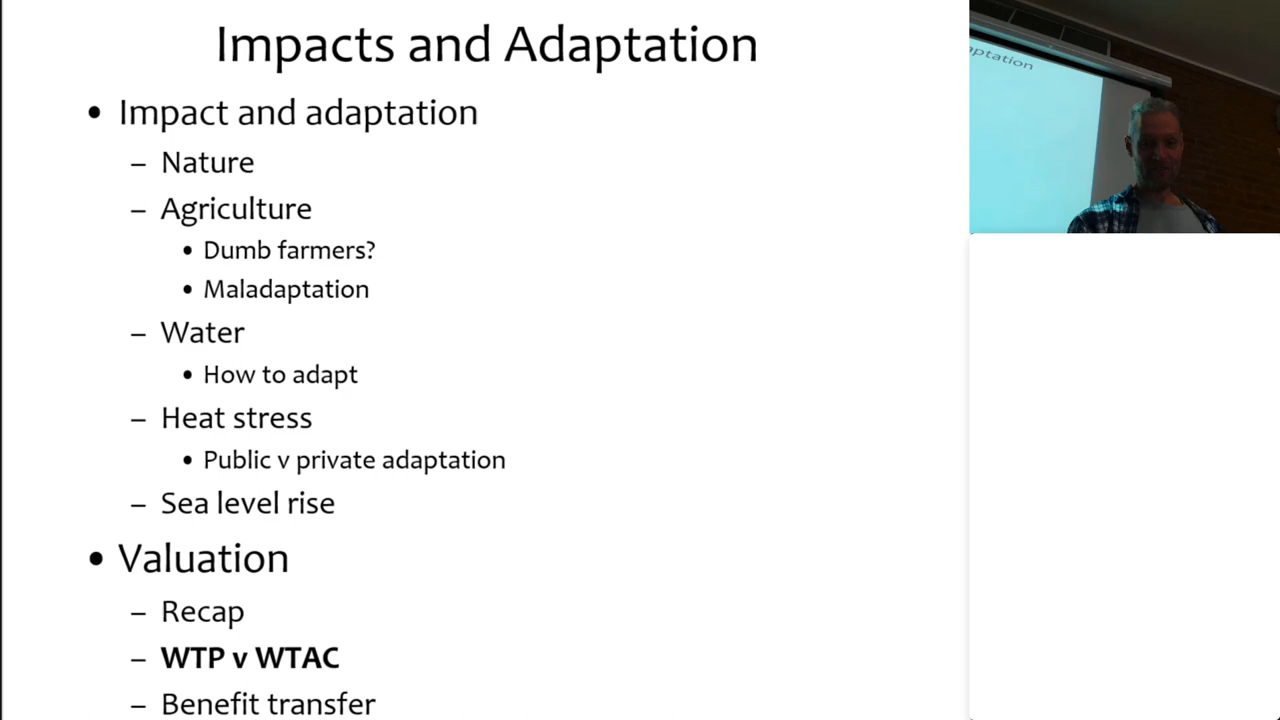 Impacts and Adaptation
• Impact and adaptation
– Nature
– Agriculture
• Dumb farmers?
• Maladaptation
– Water
• How to adapt
– Heat stress
• Public v private adaptation
– Sea level rise
• Valuation
– Recap
– WTP v WTAC
– Benefit transfer
aptation